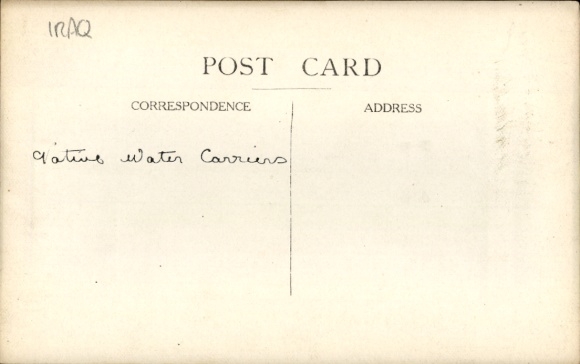 IRAQ
POST CARD
CORRESPONDENCE
ADDRESS
Native Water Carriers